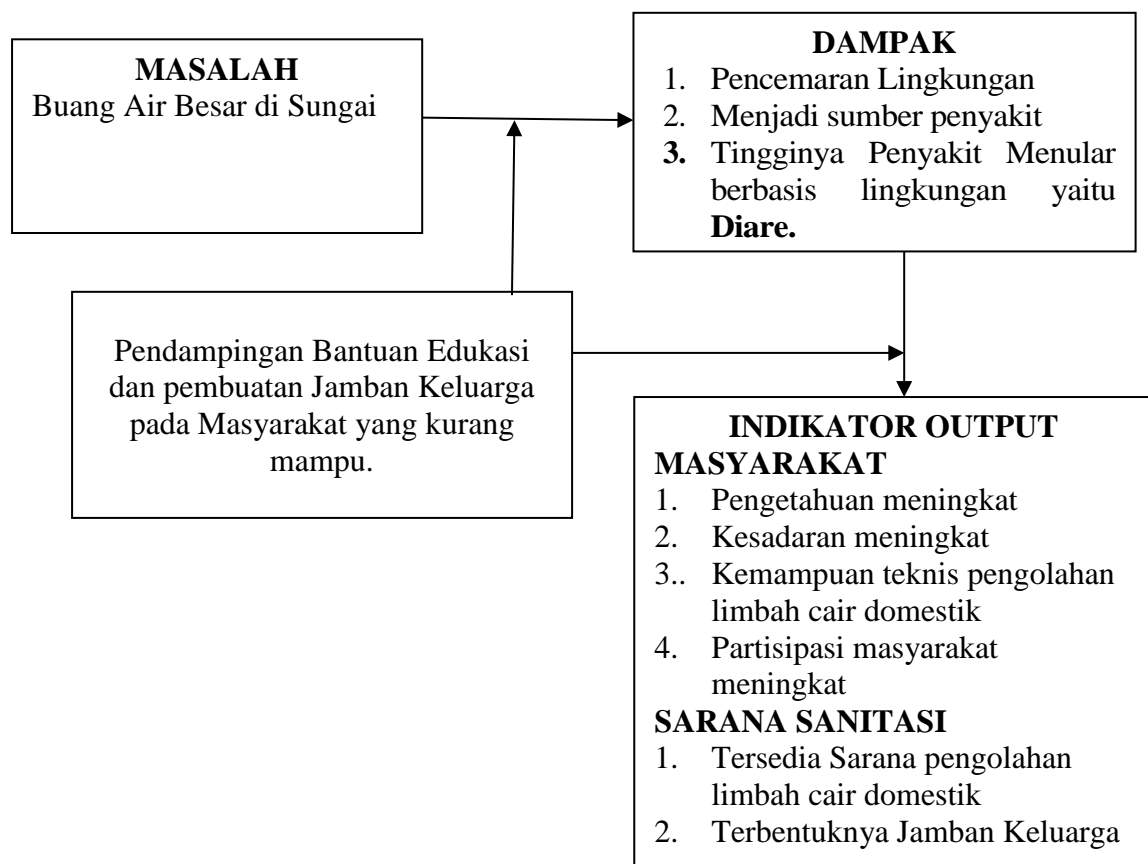 MASALAH
Buang Air Besar di Sungai
DAMPAK
1. Pencemaran Lingkungan
2. Menjadi sumber penyakit
3. Tingginya Penyakit Menular
berbasis lingkungan yaitu
Diare.
Pendampingan Bantuan Edukasi
dan pembuatan Jamban Keluarga
pada Masyarakat yang kurang
mampu.
INDIKATOR OUTPUT
MASYARAKAT
1. Pengetahuan meningkat
2. Kesadaran meningkat
3.. Kemampuan teknis pengolahan
limbah cair domestik
4. Partisipasi masyarakat
meningkat
SARANA SANITASI
1. Tersedia Sarana pengolahan
limbah cair domestik
2. Terbentuknya Jamban Keluarga